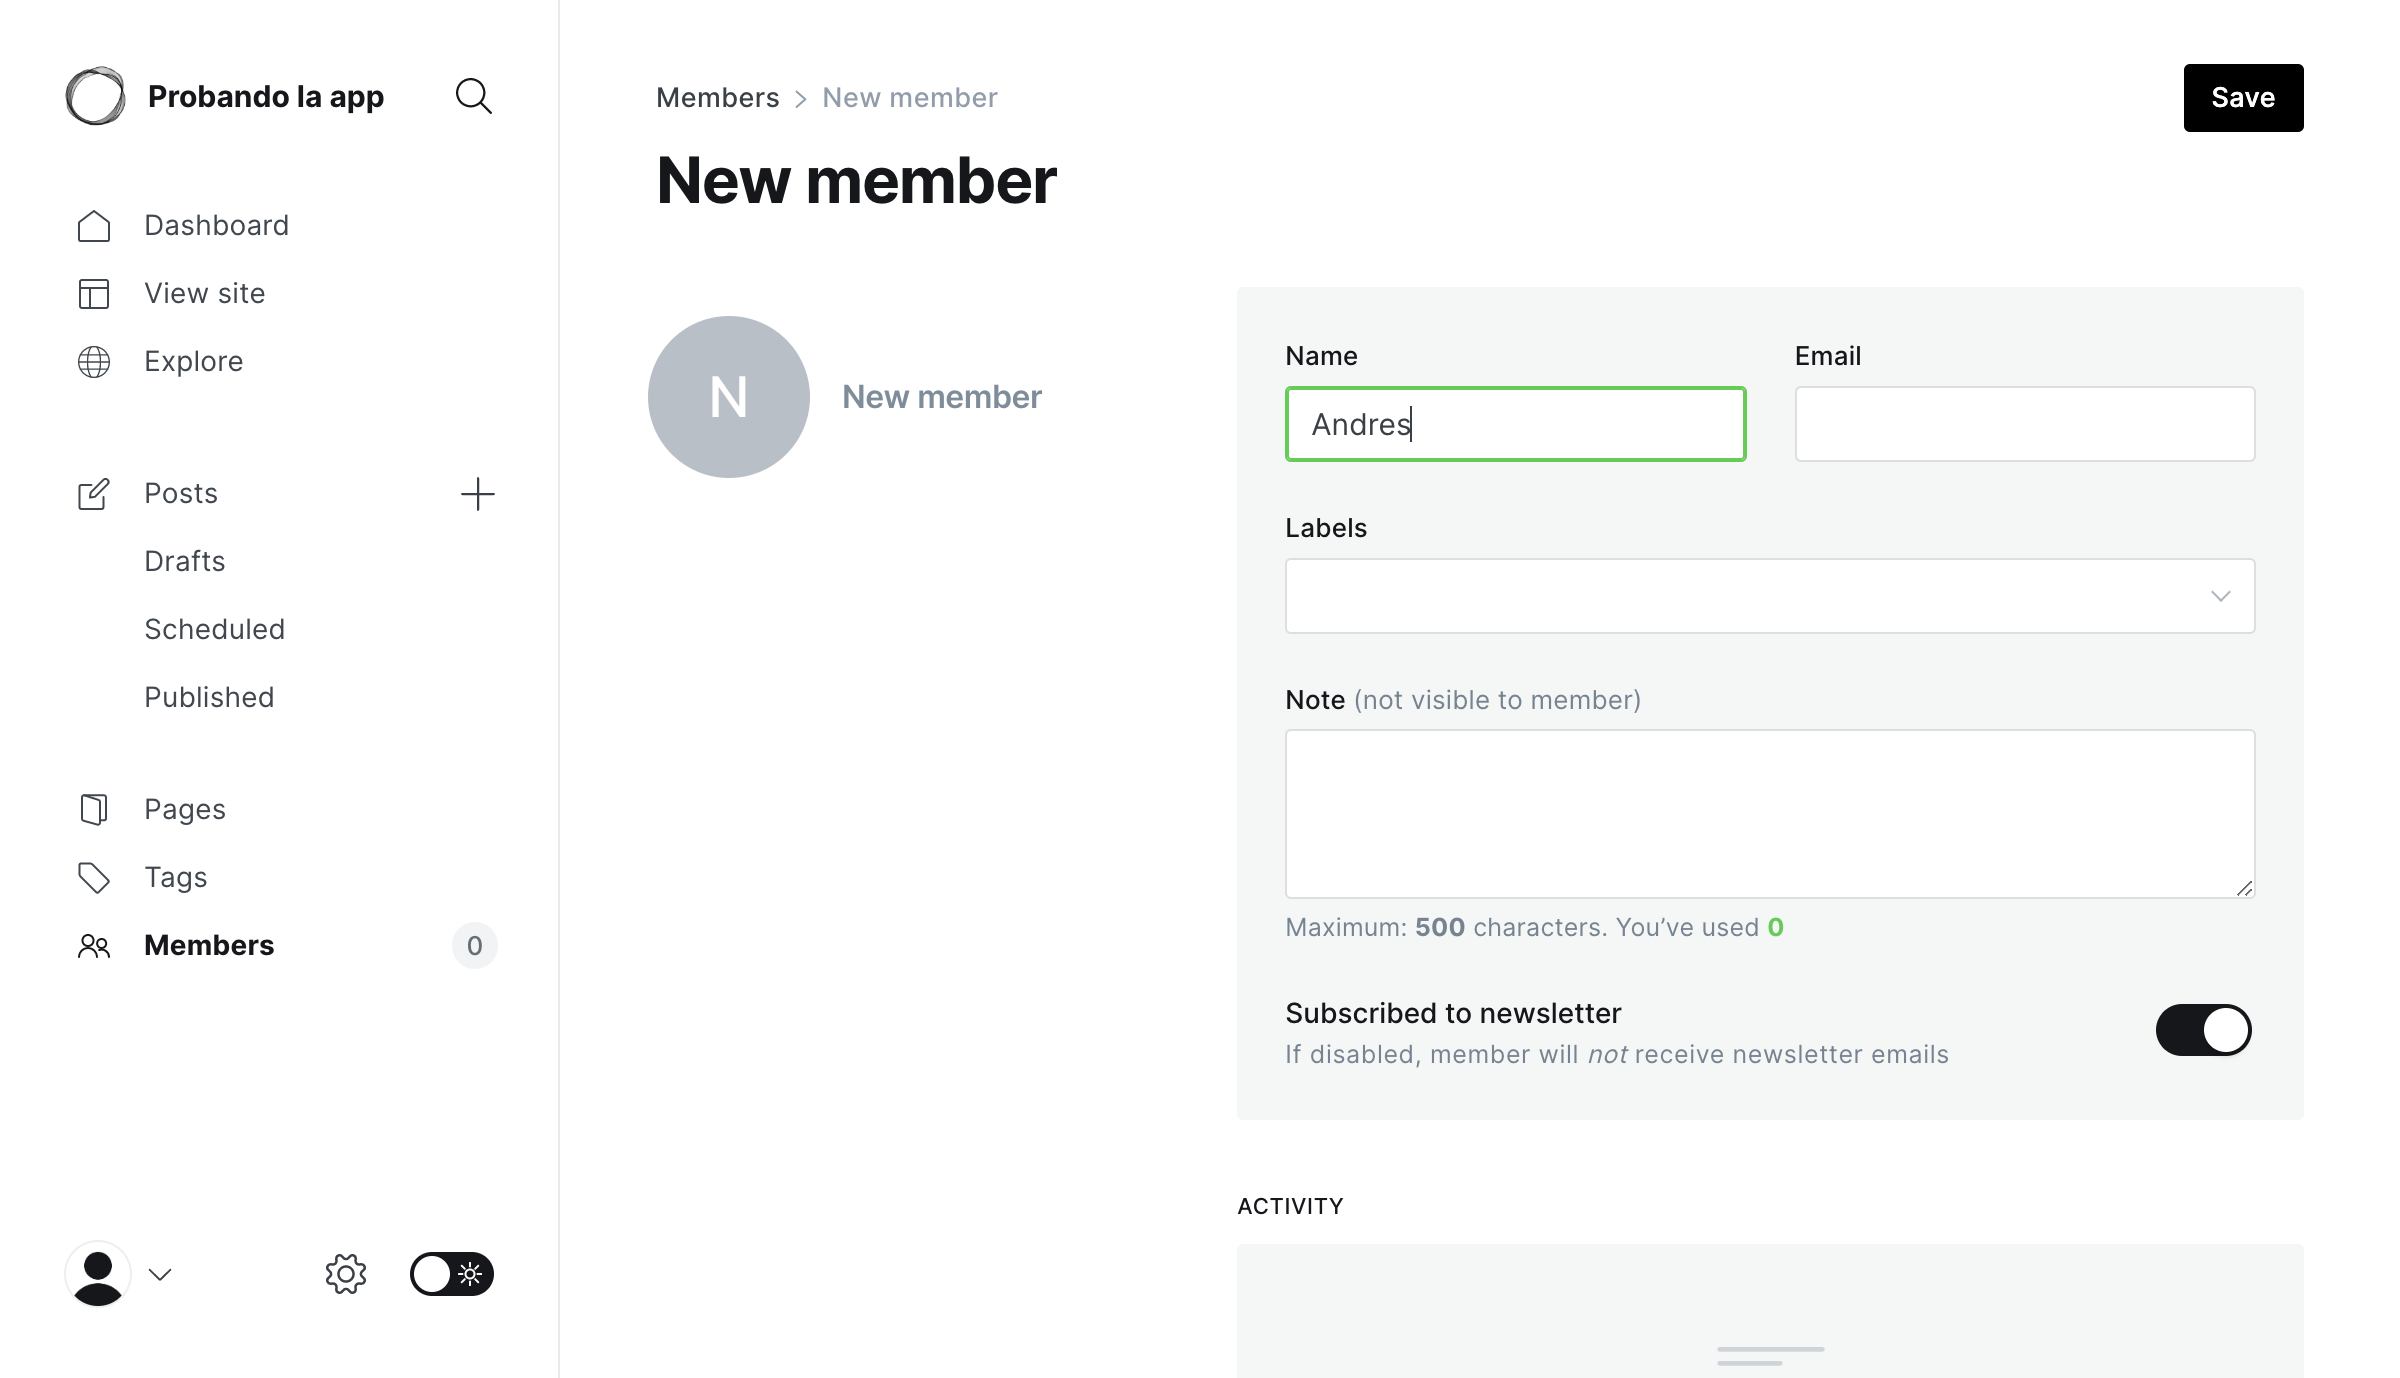 Probando la app
Dashboard
View site
Explore
Posts
Drafts
Scheduled
Published
Pages
Tags
Members
0
Members > New member
Save
New member
N
New member
Name
Email
Andres
Labels
Note (not visible to member)
Maximum: 500 characters. You’ve used 0
Subscribed to newsletter
If disabled, member will not receive newsletter emails
ACTIVITY